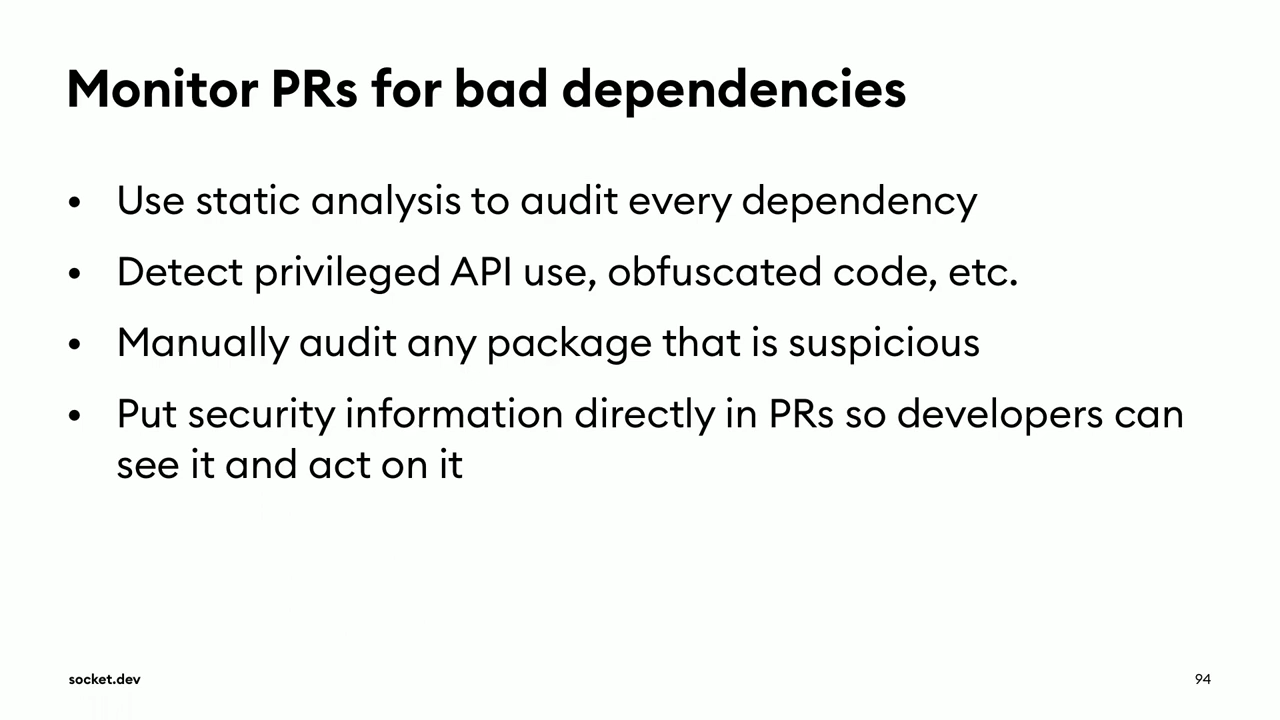 Monitor PRs for bad dependencies
• Use static analysis to audit every dependency
• Detect privileged API use, obfuscated code, etc.
• Manually audit any package that is suspicious
• Put security information directly in PRs so developers can
see it and act on it
socket.dev
94